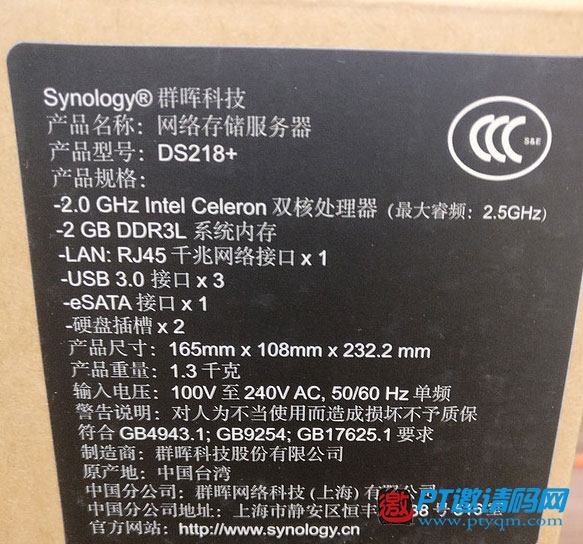 Synology® 群晖科技
产品名称：网络存储服务器
产品型号：DS218+
产品规格：
-2.0 GHz Intel Celeron 双核处理器（最大睿频：2.5GHz）
-2 GB DDR3L 系统内存
-LAN: RJ45 千兆网络接口 x 1
-USB 3.0 接口 x 3
-eSATA 接口 x 1
-硬盘插槽 x 2
产品尺寸：165mm x 108mm x 232.2 mm
产品重量：1.3 千克
输入电压：100V 至 240V AC, 50/60 Hz 单频
警告说明：对人为不当使用而造成损坏不予质保
符合 GB4943.1; GB9254; GB17625.1 要求
制造商：群晖科技股份有限公司
原产地：中国台湾
中国分公司：群晖网络科技（上海）有限公司
中国分公司地址：上海市静安区恒丰
官方网站：http://www.synology.cn
CCC S&E
邀 PT邀请码网
www.ptyqm.com